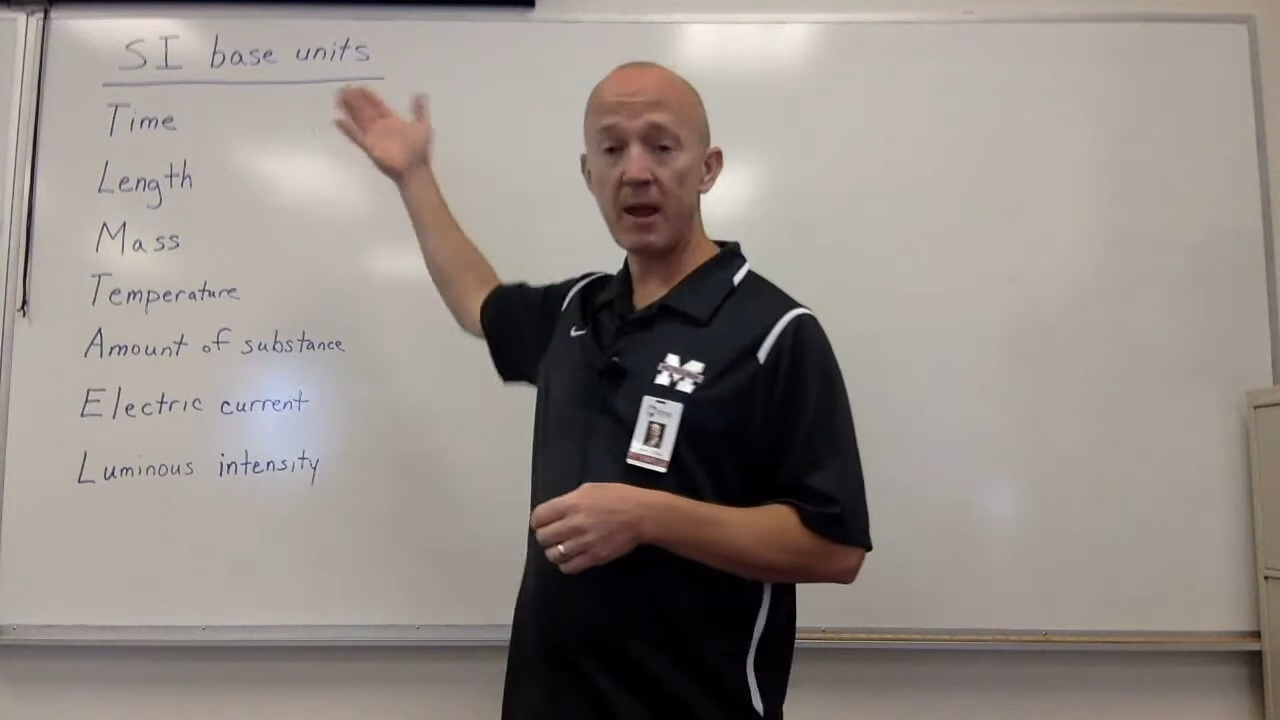 SI base units
Time
Length
Mass
Temperature
Amount of substance
Electric current
Luminous intensity
M